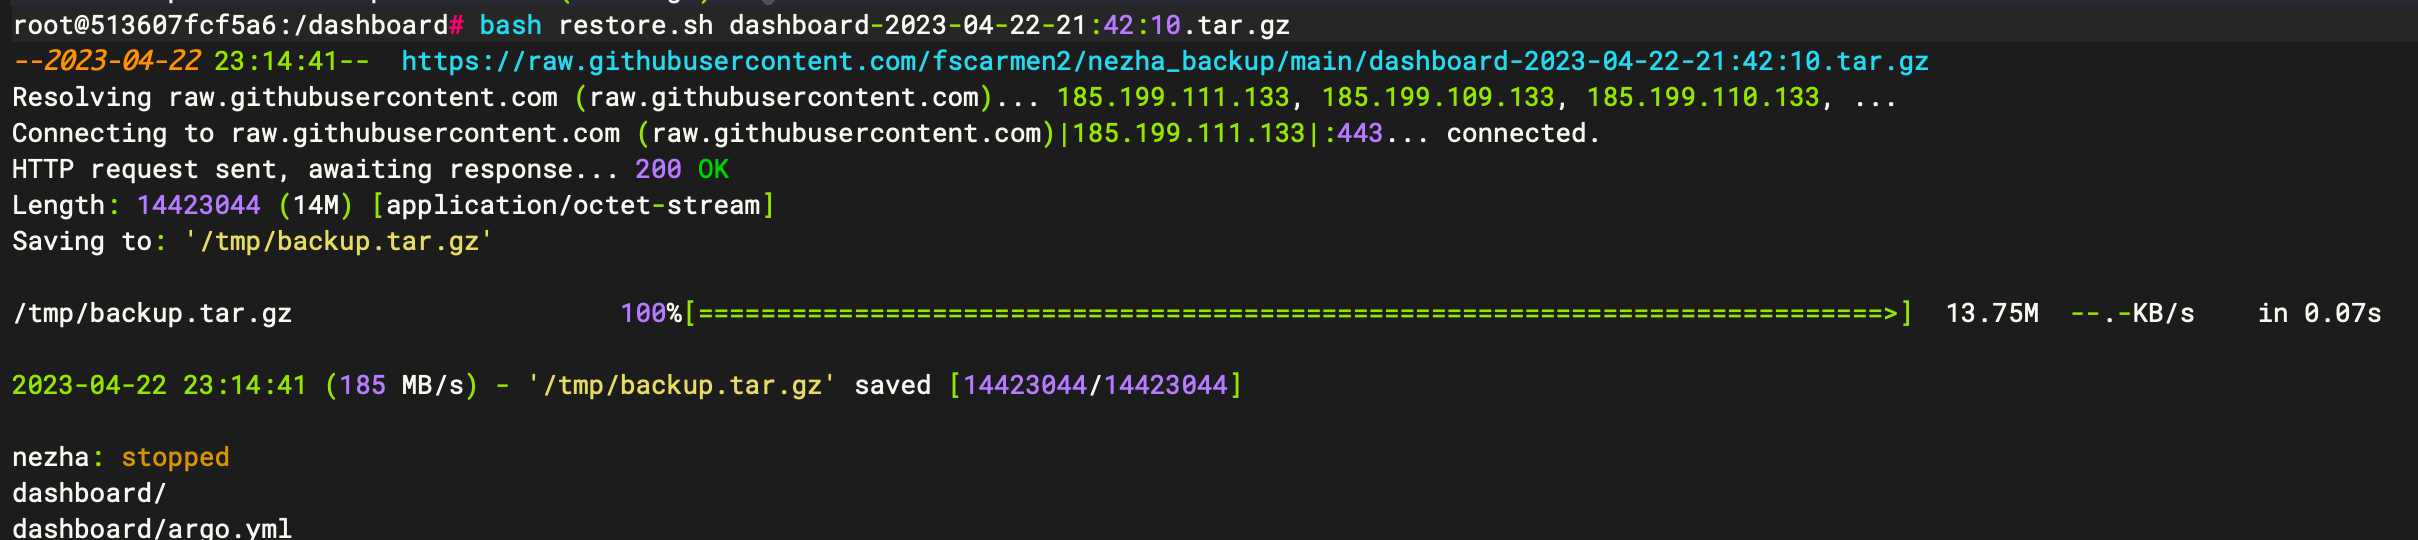 root@513607fcf5a6:/dashboard# bash restore.sh dashboard-2023-04-22-21:42:10.tar.gz
--2023-04-22 23:14:41--  https://raw.githubusercontent.com/fscarmen2/nezha_backup/main/dashboard-2023-04-22-21:42:10.tar.gz
Resolving raw.githubusercontent.com (raw.githubusercontent.com)... 185.199.111.133, 185.199.109.133, 185.199.110.133, ...
Connecting to raw.githubusercontent.com (raw.githubusercontent.com)|185.199.111.133|:443... connected.
HTTP request sent, awaiting response... 200 OK
Length: 14423044 (14M) [application/octet-stream]
Saving to: '/tmp/backup.tar.gz'
/tmp/backup.tar.gz 100%[============================================================================>] 13.75M --.-KB/s in 0.07s
2023-04-22 23:14:41 (185 MB/s) - '/tmp/backup.tar.gz' saved [14423044/14423044]
nezha: stopped
dashboard/
dashboard/argo.yml